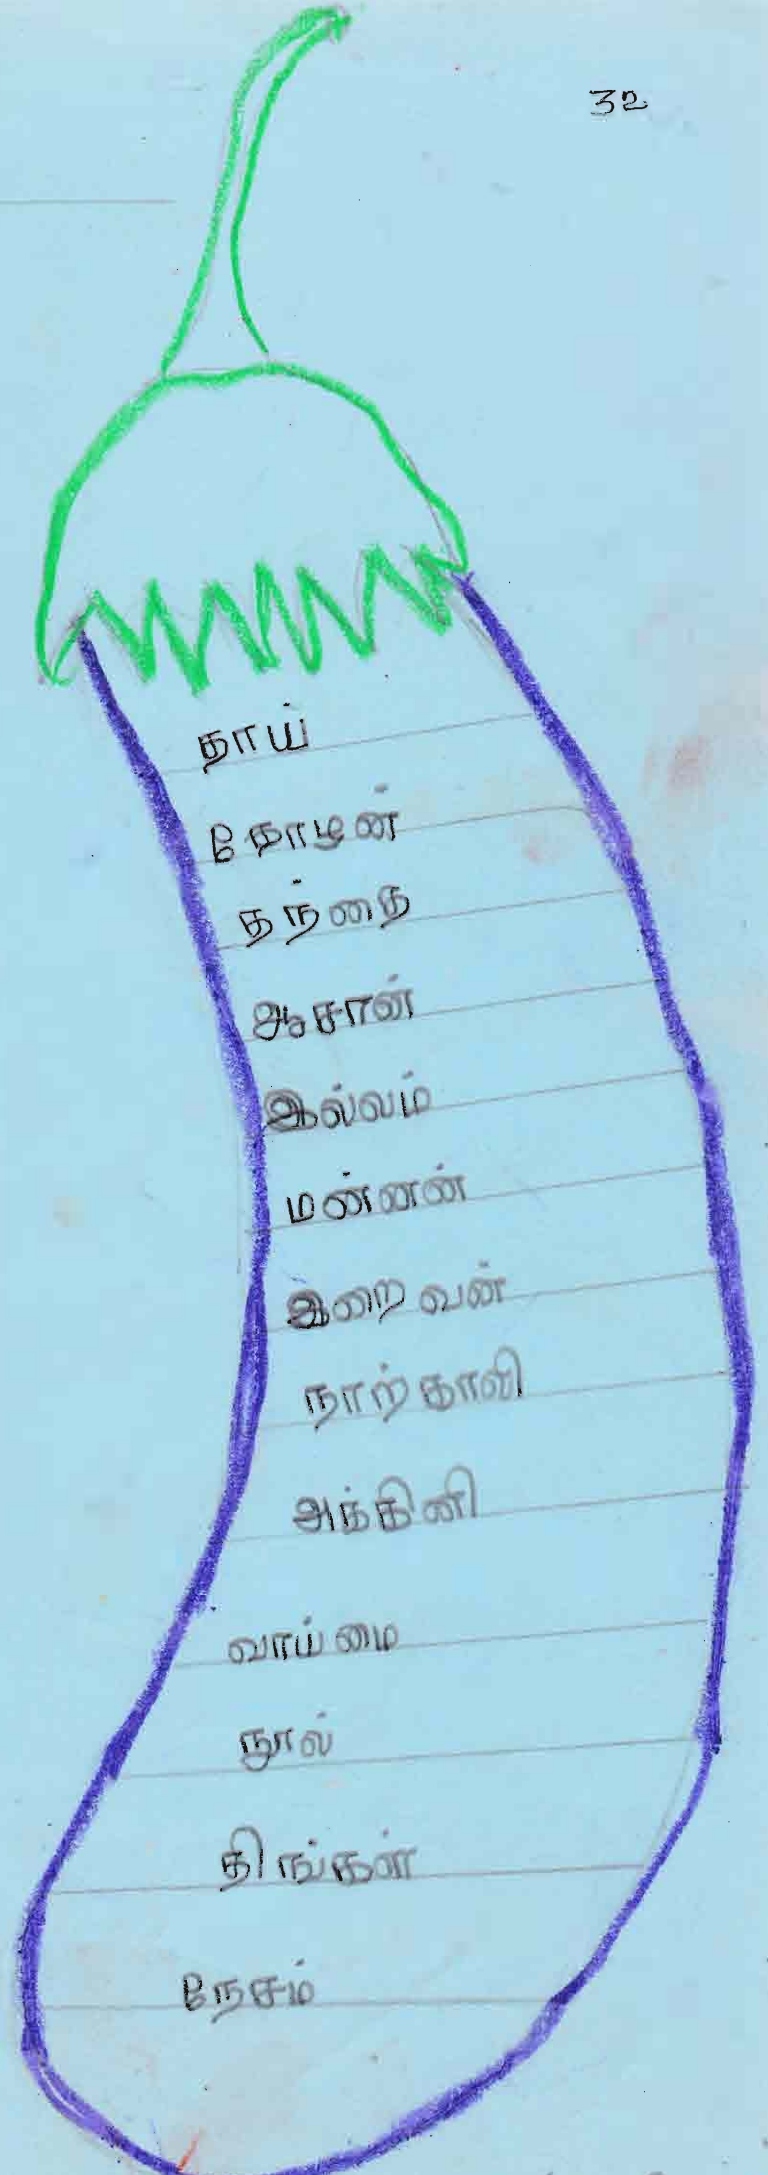 32
தாய்
தோழன்
தந்தை
ஆசான்
இல்லம்
மன்னன்
இறைவன்
நாற்காலி
அக்கினி
வாய்மை
நூல்
திங்கள்
நேசம்